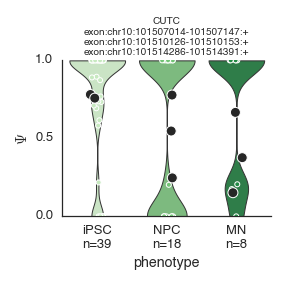 CUTC
exon:chr10:101507014-101507147:+
exon:chr10:101510126-101510153:+
exon:chr10:101514286-101514391:+
1.0
0.5
0.0
Ψ
iPSC NPC MN
n=39 n=18 n=8
phenotype